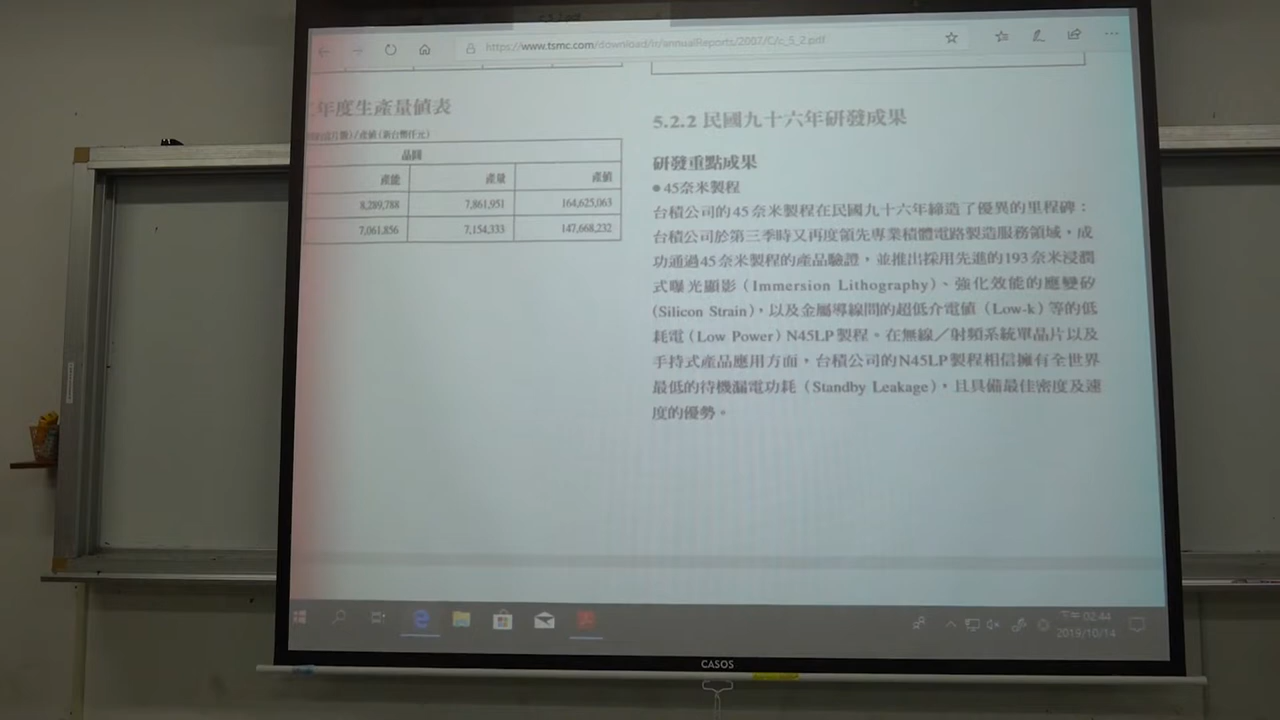 https://www.tsmc.com/download/ir/annualReports/2007/C/c_5_2.pdf
二年度生產量值表
品圓
產能 產量 產值
8,289,788 7,861,951 164,625,063
7,061,856 7,154,333 147,668,232
5.2.2 民國九十六年研發成果
研發重點成果
●45奈米製程
台積公司的45奈米製程在民國九十六年締造了優異的里程碑：
台積公司於第三季時又再度領先專業積體電路製造服務領域，成
功通過45奈米製程的產品驗證，並推出採用先進的193奈米浸潤
式曝光顯影（Immersion Lithography）、強化效能的應變矽
(Silicon Strain)，以及金屬導線間的超低介電值（Low-k）等的低
耗電（Low Power）N45LP製程。在無線／射頻系統單晶片以及
手持式產品應用方面，台積公司的N45LP製程相信擁有全世界
最低的待機漏電功耗（Standby Leakage），且具備最佳密度及速
度的優勢。
下午 02:44
2019/10/14
CASOS